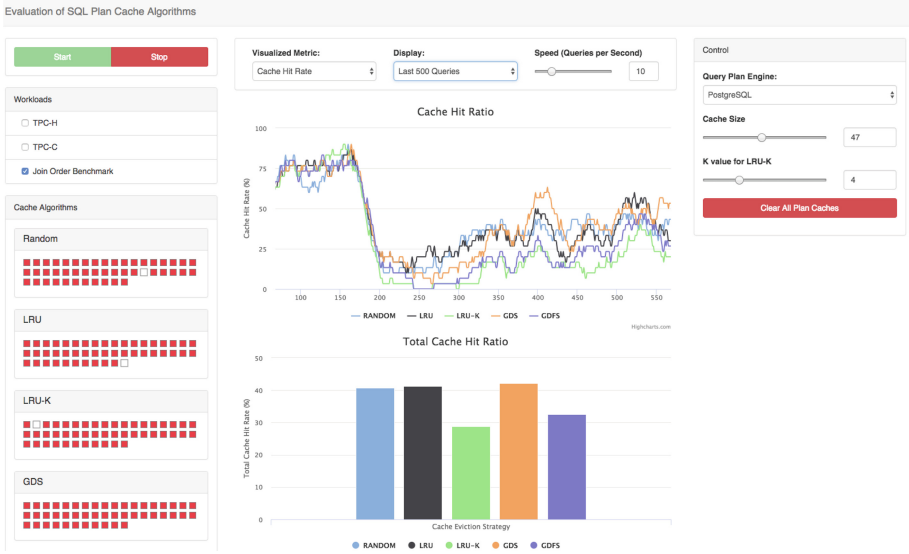 Evaluation of SQL Plan Cache Algorithms
Start Stop
Workloads
TPC-H
TPC-C
Join Order Benchmark
Cache Algorithms
Random
LRU
LRU-K
GDS
Visualized Metric: Display: Speed (Queries per Second)
Cache Hit Rate Last 500 Queries 10
Cache Hit Ratio
Cache Hit Rate (%)
100
75
50
25
0
100 150 200 250 300 350 400 450 500 550
RANDOM LRU LRU-K GDS GDFS
Highcharts.com
Total Cache Hit Ratio
Total Cache Hit Rate (%)
50
40
30
20
10
0
Cache Eviction Strategy
RANDOM LRU LRU-K GDS GDFS
Control
Query Plan Engine:
PostgreSQL
Cache Size
47
K value for LRU-K
4
Clear All Plan Caches